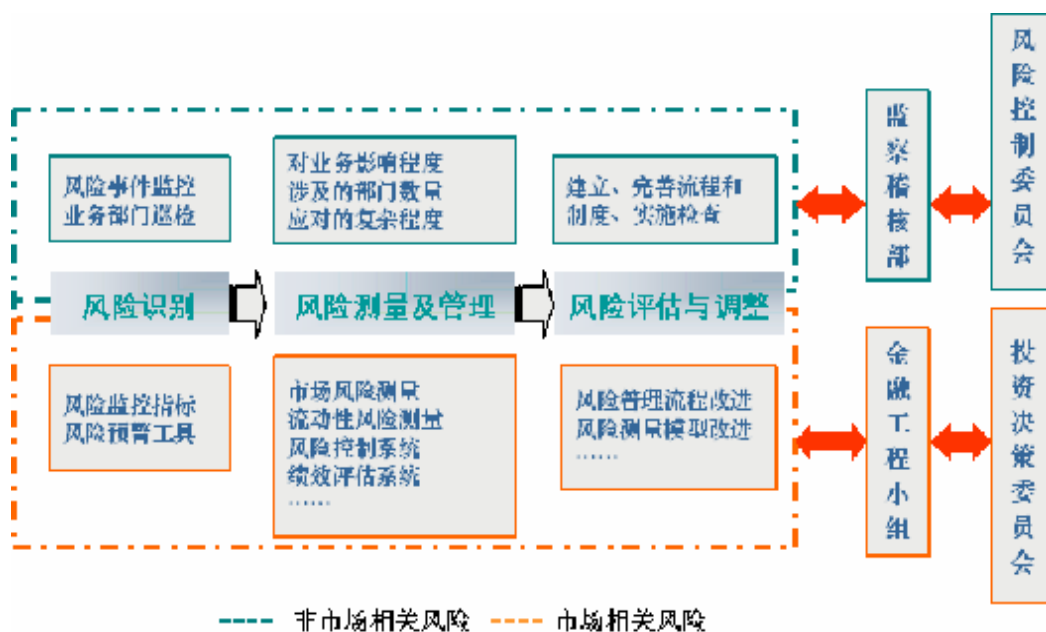 风险事件监控
业务部门巡检
对业务影响程度
涉及的部门数量
应对的复杂程度
建立、完善流程和
制度、实施检查
监察稽核部
风险控制委员会
风险识别
风险测量及管理
风险评估与调整
风险监控指标
风险预警工具
市场风险测量
流动性风险测量
风险控制系统
绩效评估系统
……
风险管理流程改进
风险测量模型改进
……
金融工程小组
投资决策委员会
非市场相关风险
市场相关风险